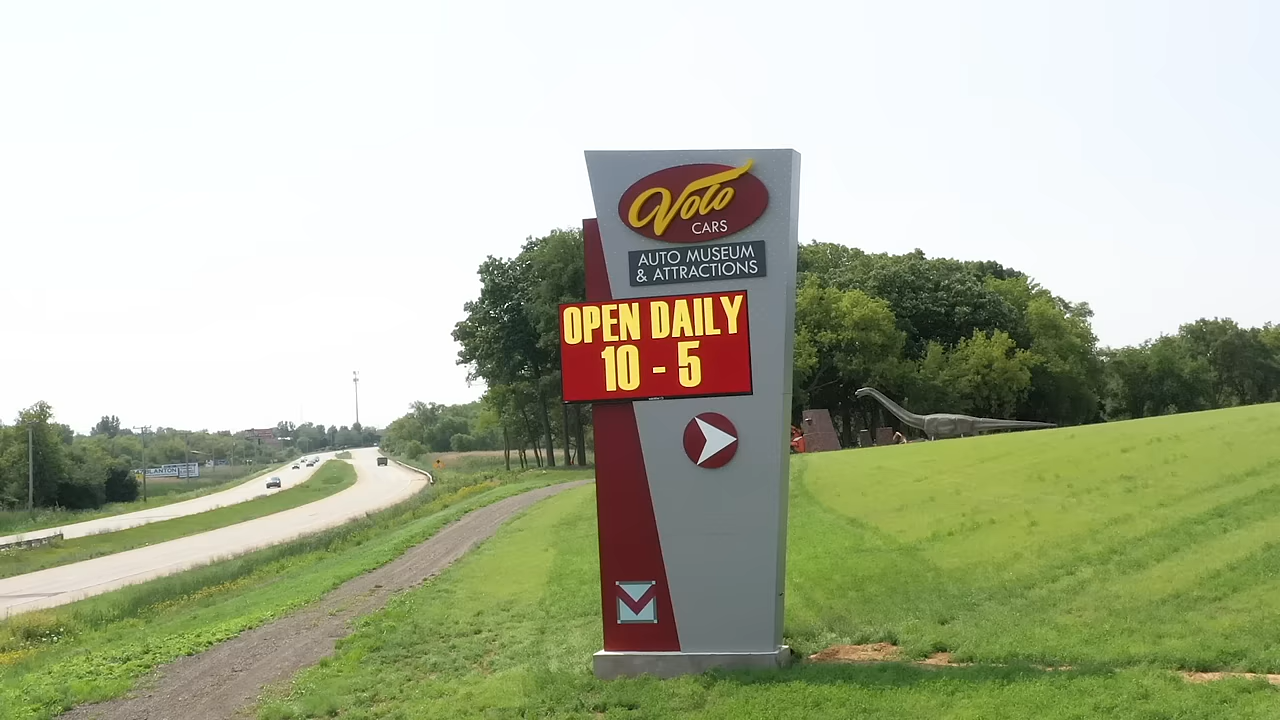 Volo
CARS
AUTO MUSEUM
& ATTRACTIONS
OPEN DAILY
10 - 5